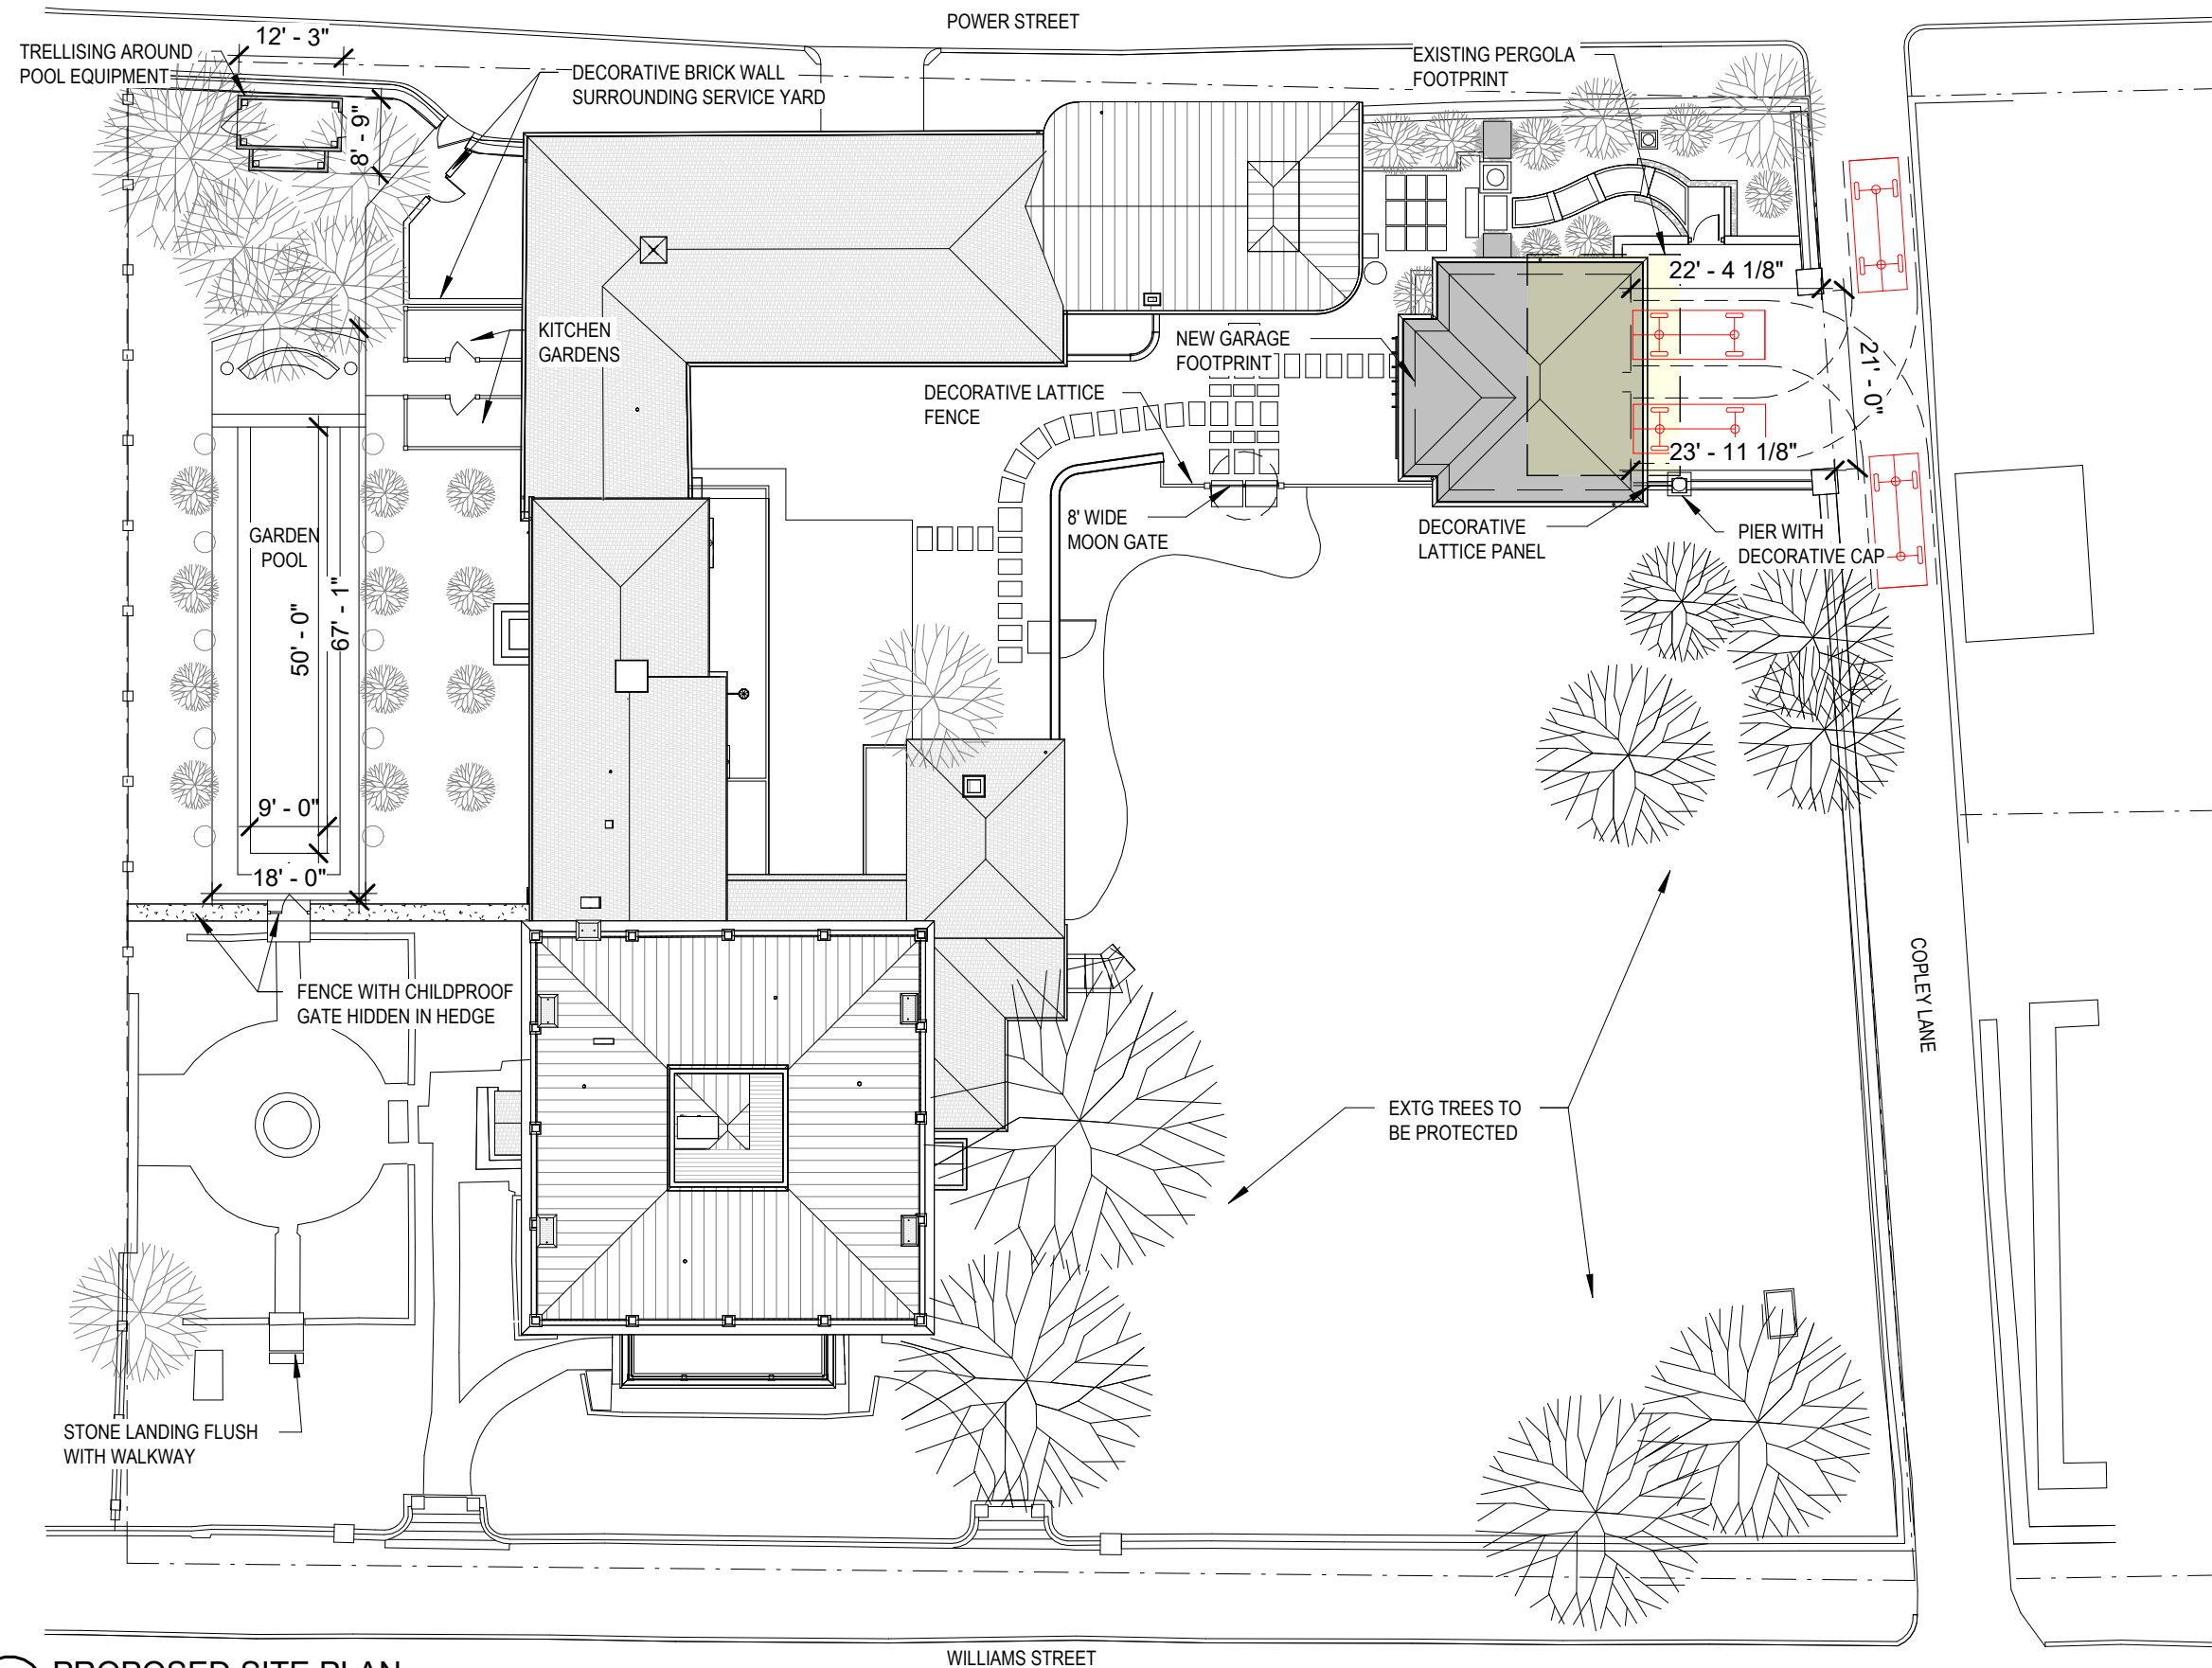 POWER STREET
TRELLISING AROUND
POOL EQUIPMENT
12' - 3"
8' - 9"
DECORATIVE BRICK WALL
SURROUNDING SERVICE YARD
EXISTING PERGOLA
FOOTPRINT
22' - 4 1/8"
21' - 0"
23' - 11 1/8"
KITCHEN
GARDENS
NEW GARAGE
FOOTPRINT
DECORATIVE LATTICE
FENCE
8' WIDE
MOON GATE
DECORATIVE
LATTICE PANEL
PIER WITH
DECORATIVE CAP
GARDEN
POOL
50' - 0"
67' - 1"
9' - 0"
18' - 0"
FENCE WITH CHILDPROOF
GATE HIDDEN IN HEDGE
COPLEY LANE
EXTG TREES TO
BE PROTECTED
STONE LANDING FLUSH
WITH WALKWAY
WILLIAMS STREET
PROPOSED SITE PLAN